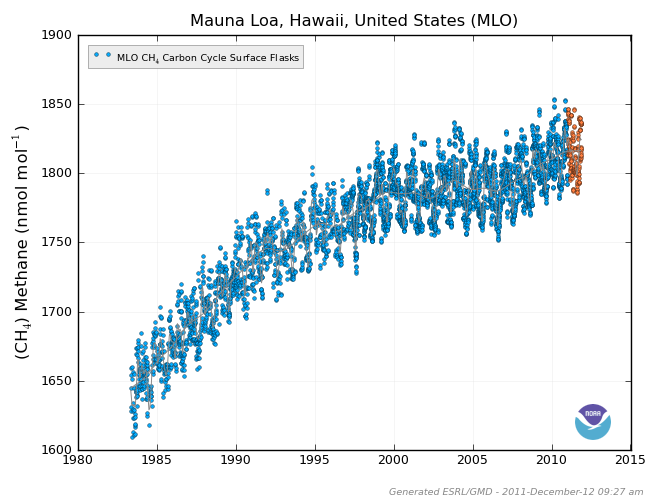 Mauna Loa, Hawaii, United States (MLO)
MLO CH₄ Carbon Cycle Surface Flasks
(CH₄) Methane (nmol mol⁻¹)
1900
1850
1800
1750
1700
1650
1600
1980 1985 1990 1995 2000 2005 2010 2015
NOAA
Generated ESRL/GMD - 2011-December-12 09:27 am